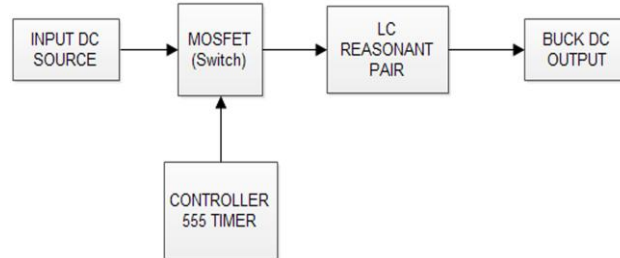 INPUT DC
SOURCE
MOSFET
(Switch)
LC
REASONANT
PAIR
BUCK DC
OUTPUT
CONTROLLER
555 TIMER